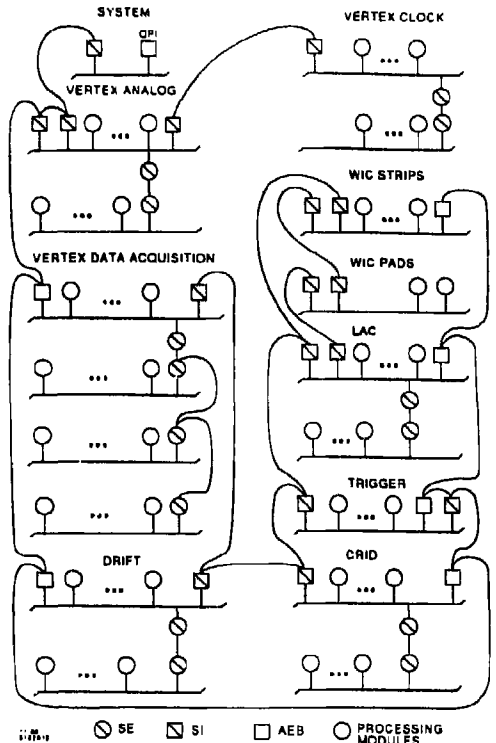 SYSTEM
QPI
VERTEX CLOCK
VERTEX ANALOG
WIC STRIPS
VERTEX DATA ACQUISITION
WIC PADS
LAC
TRIGGER
DRIFT
CRID
SE
SI
AEB
PROCESSING
MODULES